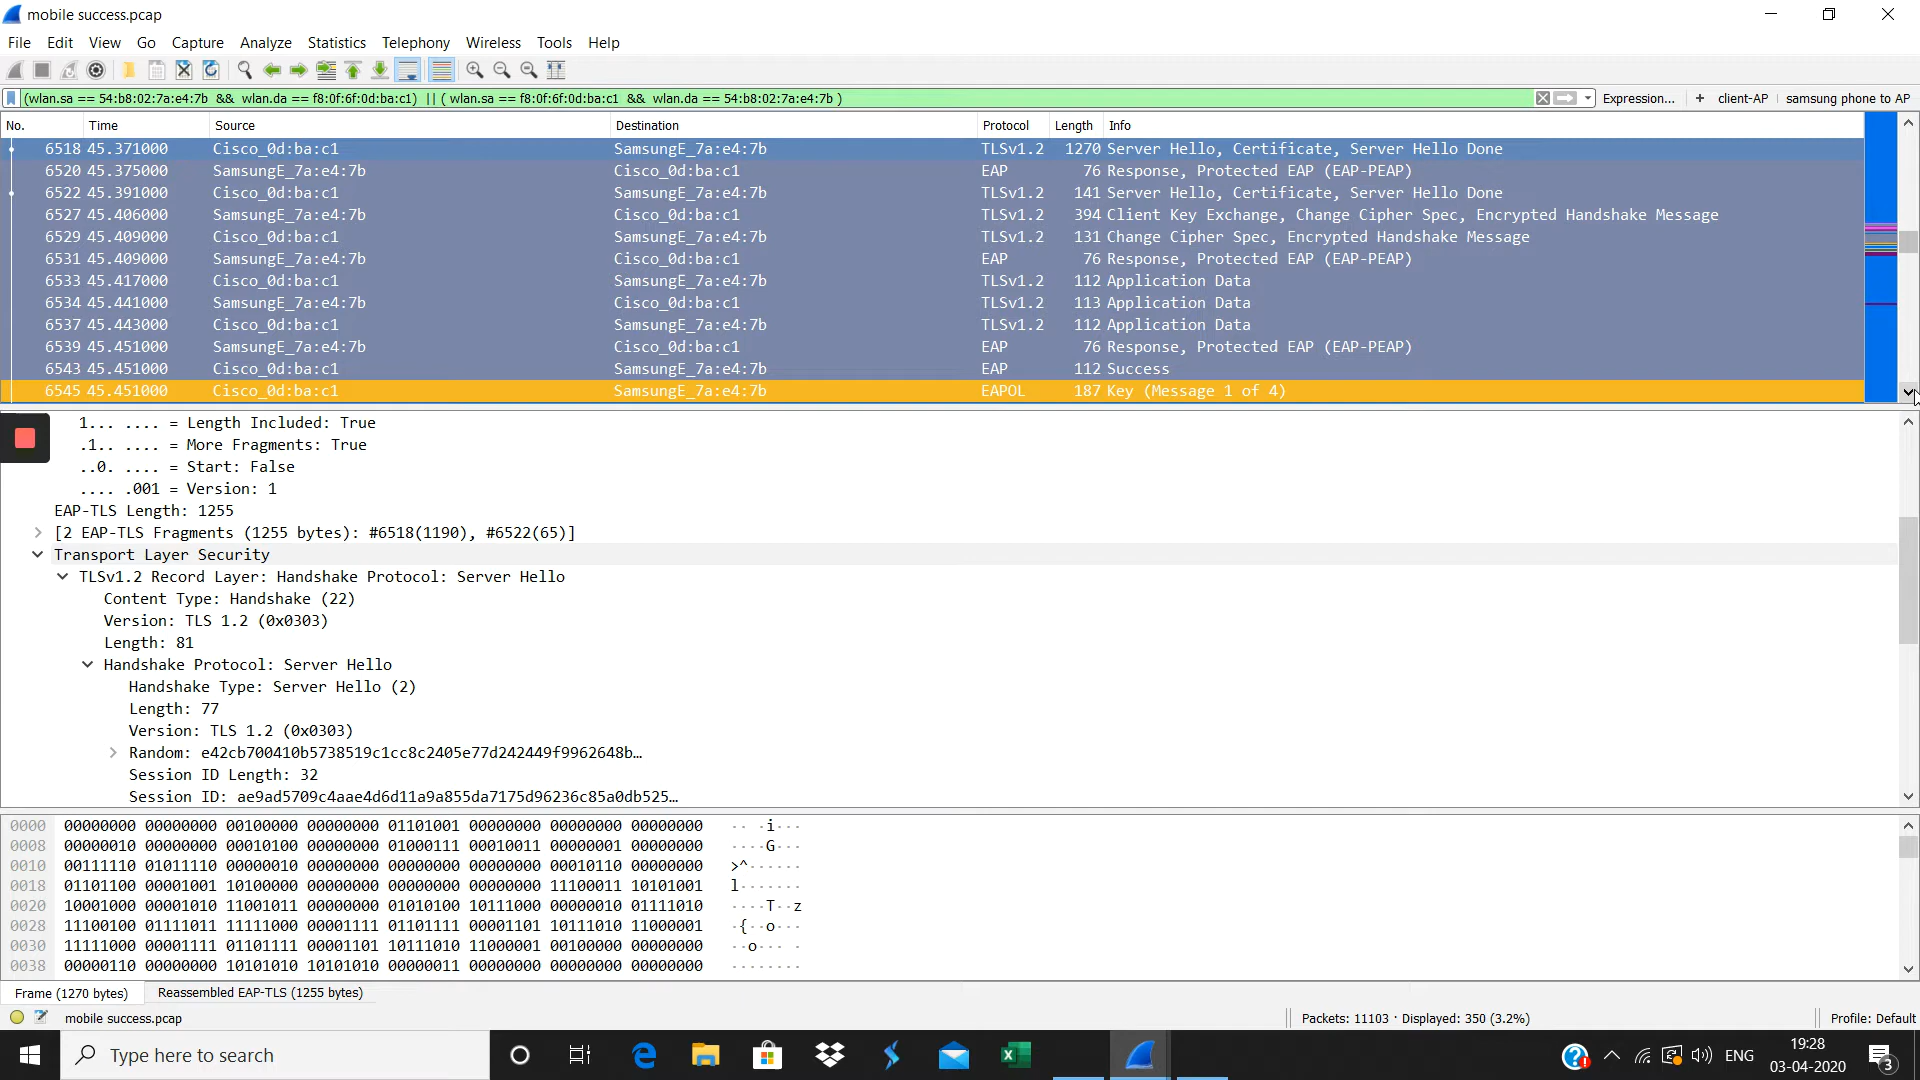 mobile success.pcap
File Edit View Go Capture Analyze Statistics Telephony Wireless Tools Help
(wlan.sa == 54:b8:02:7a:e4:7b && wlan.da == f8:0f:6f:0d:ba:c1) || ( wlan.sa == f8:0f:6f:0d:ba:c1 && wlan.da == 54:b8:02:7a:e4:7b ) Expression... + client-AP samsung phone to AP
No. Time Source Destination Protocol Length Info
6518 45.371000 Cisco_0d:ba:c1 SamsungE_7a:e4:7b TLSv1.2 1270 Server Hello, Certificate, Server Hello Done
6520 45.375000 SamsungE_7a:e4:7b Cisco_0d:ba:c1 EAP 76 Response, Protected EAP (EAP-PEAP)
6522 45.391000 Cisco_0d:ba:c1 SamsungE_7a:e4:7b TLSv1.2 141 Server Hello, Certificate, Server Hello Done
6527 45.406000 SamsungE_7a:e4:7b Cisco_0d:ba:c1 TLSv1.2 394 Client Key Exchange, Change Cipher Spec, Encrypted Handshake Message
6529 45.409000 Cisco_0d:ba:c1 SamsungE_7a:e4:7b TLSv1.2 131 Change Cipher Spec, Encrypted Handshake Message
6531 45.409000 SamsungE_7a:e4:7b Cisco_0d:ba:c1 EAP 76 Response, Protected EAP (EAP-PEAP)
6533 45.417000 Cisco_0d:ba:c1 SamsungE_7a:e4:7b TLSv1.2 112 Application Data
6534 45.441000 SamsungE_7a:e4:7b Cisco_0d:ba:c1 TLSv1.2 113 Application Data
6537 45.443000 Cisco_0d:ba:c1 SamsungE_7a:e4:7b TLSv1.2 112 Application Data
6539 45.451000 SamsungE_7a:e4:7b Cisco_0d:ba:c1 EAP 76 Response, Protected EAP (EAP-PEAP)
6543 45.451000 Cisco_0d:ba:c1 SamsungE_7a:e4:7b EAP 112 Success
6545 45.451000 Cisco_0d:ba:c1 SamsungE_7a:e4:7b EAPOL 187 Key (Message 1 of 4)
1... .... = Length Included: True
.1.. .... = More Fragments: True
..0. .... = Start: False
.... .001 = Version: 1
EAP-TLS Length: 1255
[2 EAP-TLS Fragments (1255 bytes): #6518(1190), #6522(65)]
Transport Layer Security
TLSv1.2 Record Layer: Handshake Protocol: Server Hello
Content Type: Handshake (22)
Version: TLS 1.2 (0x0303)
Length: 81
Handshake Protocol: Server Hello
Handshake Type: Server Hello (2)
Length: 77
Version: TLS 1.2 (0x0303)
Random: e42cb700410b5738519c1cc8c2405e77d242449f9962648b…
Session ID Length: 32
Session ID: ae9ad5709c4aae4d6d11a9a855da7175d96236c85a0db525…
0000 00000000 00000000 00100000 00000000 01101001 00000000 00000000 00000000 ·· ·i···
0008 00000010 00000000 00010100 00000000 01000111 00010011 00000001 00000000 ····G···
0010 00111110 01011110 00000010 00000000 00000000 00000000 00010110 00000000 >^······
0018 01101100 00001001 10100000 00000000 00000000 00000000 11100011 10101001 l·······
0020 10001000 00001010 11001011 00000000 01010100 10111000 00000010 01111010 ····T··z
0028 11100100 01111011 11111000 00001111 01101111 00001101 10111010 11000001 ·{··o···
0030 11111000 00001111 01101111 00001101 10111010 11000001 00100000 00000000 ··o··· ·
0038 00000110 00000000 10101010 10101010 00000011 00000000 00000000 00000000 ········
Frame (1270 bytes) Reassembled EAP-TLS (1255 bytes)
mobile success.pcap Packets: 11103 · Displayed: 350 (3.2%) Profile: Default
Type here to search ENG 19:28
03-04-2020 3